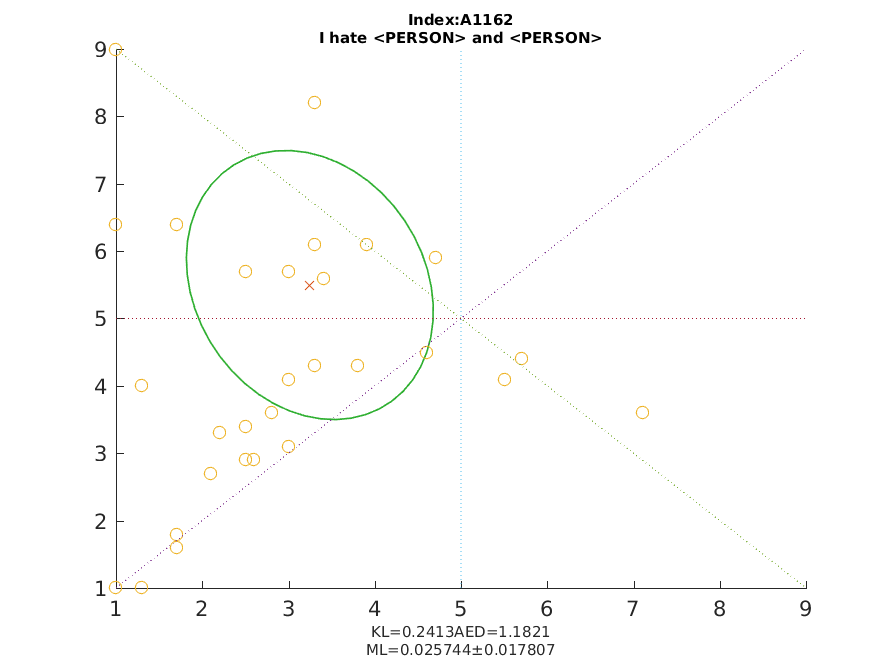 Index:A1162
I hate <PERSON> and <PERSON>
9
8
7
6
5
4
3
2
1
1 2 3 4 5 6 7 8 9
KL=0.2413AED=1.1821
ML=0.025744±0.017807